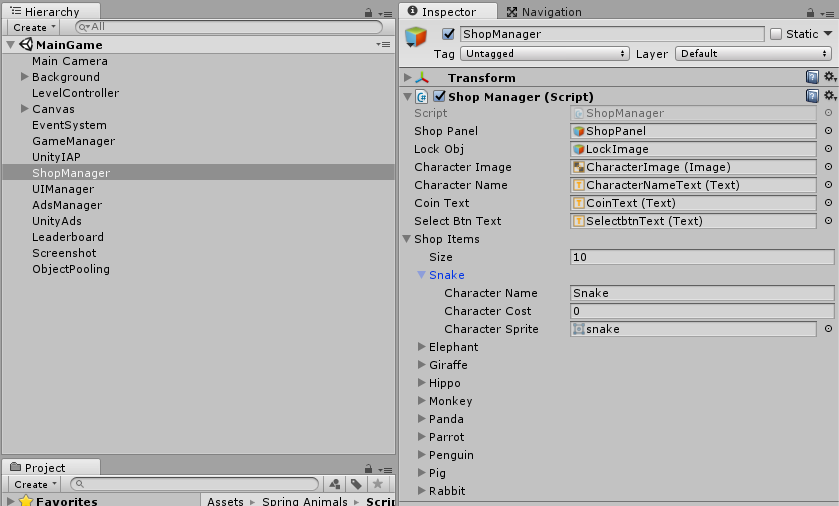 Hierarchy
Create
All
MainGame
Main Camera
Background
LevelController
Canvas
EventSystem
GameManager
UnityIAP
ShopManager
UIManager
AdsManager
UnityAds
Leaderboard
Screenshot
ObjectPooling
Project
Create
Favorites
Assets Spring Animals Scrip
Inspector Navigation
ShopManager Static
Tag Untagged Layer Default
Transform
Shop Manager (Script)
Script ShopManager
Shop Panel ShopPanel
Lock Obj LockImage
Character Image CharacterImage (Image)
Character Name CharacterNameText (Text)
Coin Text CoinText (Text)
Select Btn Text SelectbtnText (Text)
Shop Items
Size 10
Snake
Character Name Snake
Character Cost 0
Character Sprite snake
Elephant
Giraffe
Hippo
Monkey
Panda
Parrot
Penguin
Pig
Rabbit